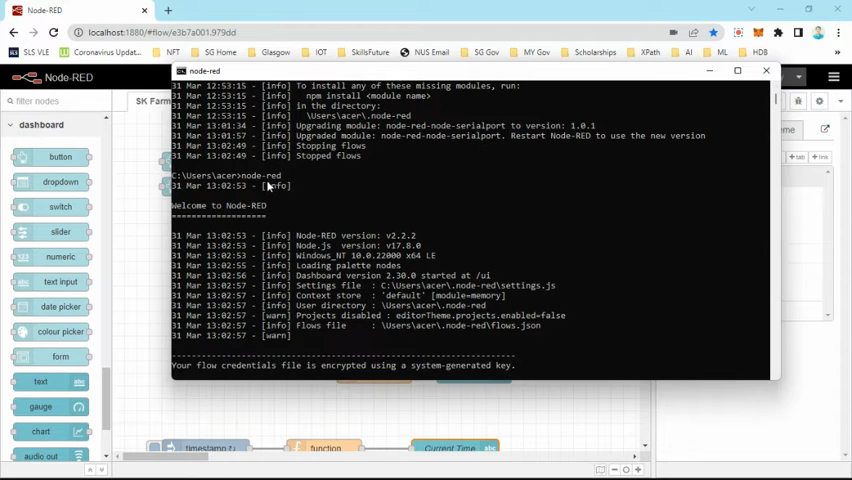 Node-RED
localhost:1880/#flow/e3b7a001.979dd
SLS VLE
Coronavirus Updat...
NFT
SG Home
Glasgow
IOT
SkillsFuture
NUS Email
SG Gov
MY Gov
Scholarships
XPath
AI
ML
HDB
Node-RED
node-red
filter nodes
SK Farm
dashboard
button
dropdown
switch
slider
numeric
text input
date picker
colour picker
form
text
abc
gauge
chart
audio out
31 Mar 12:53:15 - [info] To install any of these missing modules, run:
31 Mar 12:53:15 - [info]   npm install <module name>
31 Mar 12:53:15 - [info] in the directory:
31 Mar 12:53:15 - [info]   \Users\acer\.node-red
31 Mar 13:01:34 - [info] Upgrading module: node-red-node-serialport to version: 1.0.1
31 Mar 13:01:57 - [info] Upgraded module: node-red-node-serialport. Restart Node-RED to use the new version
31 Mar 13:02:49 - [info] Stopping flows
31 Mar 13:02:49 - [info] Stopped flows
C:\Users\acer>node-red
31 Mar 13:02:53 - [info]
Welcome to Node-RED
===================
31 Mar 13:02:53 - [info] Node-RED version: v2.2.2
31 Mar 13:02:53 - [info] Node.js  version: v17.8.0
31 Mar 13:02:53 - [info] Windows_NT 10.0.22000 x64 LE
31 Mar 13:02:55 - [info] Loading palette nodes
31 Mar 13:02:56 - [info] Dashboard version 2.30.0 started at /ui
31 Mar 13:02:57 - [info] Settings file  : C:\Users\acer\.node-red\settings.js
31 Mar 13:02:57 - [info] Context store  : 'default' [module=memory]
31 Mar 13:02:57 - [info] User directory : \Users\acer\.node-red
31 Mar 13:02:57 - [warn] Projects disabled : editorTheme.projects.enabled=false
31 Mar 13:02:57 - [info] Flows file     : \Users\acer\.node-red\flows.json
31 Mar 13:02:57 - [warn]
---------------------------------------------------------------------
Your flow credentials file is encrypted using a system-generated key.
tab
link
timestamp
function
Current Time
abc